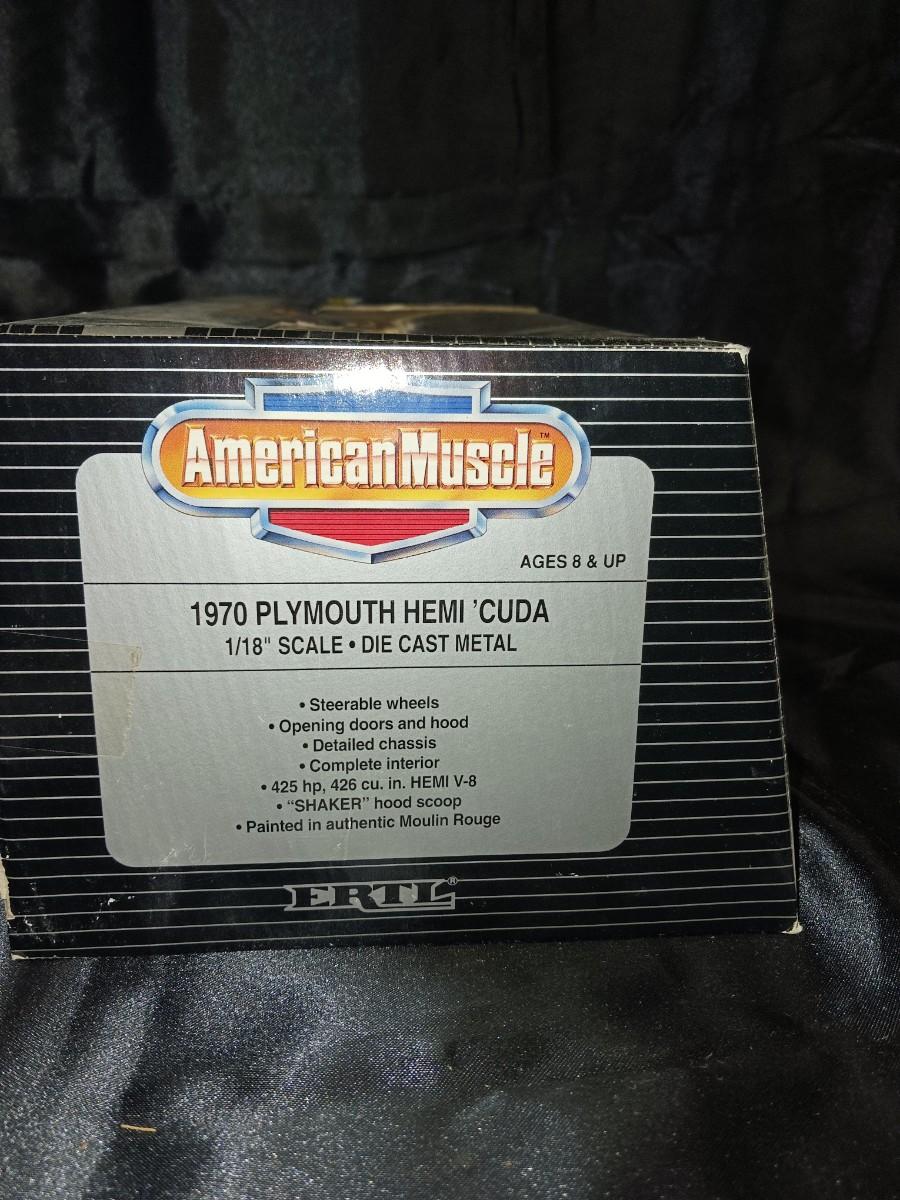 AmericanMuscle™
AGES 8 & UP
1970 PLYMOUTH HEMI ’CUDA
1/18" SCALE • DIE CAST METAL
• Steerable wheels
• Opening doors and hood
• Detailed chassis
• Complete interior
• 425 hp, 426 cu. in. HEMI V-8
• “SHAKER” hood scoop
• Painted in authentic Moulin Rouge
ERTL®